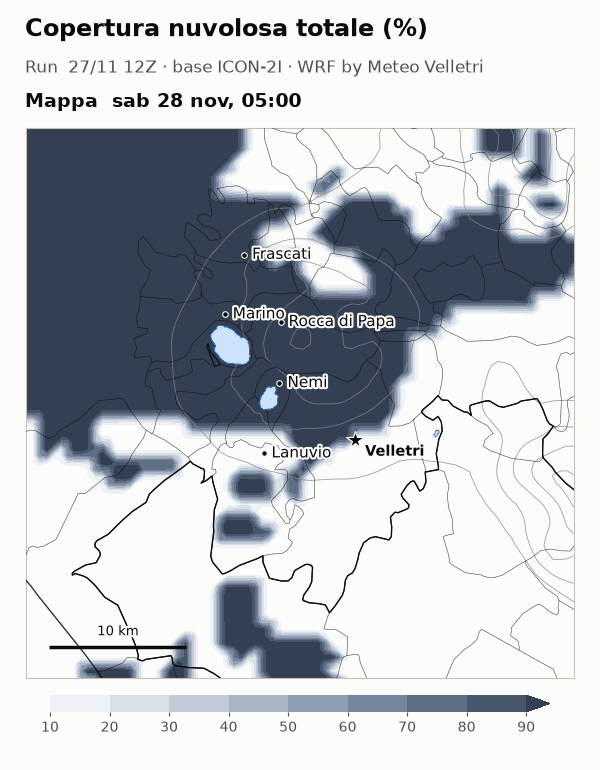 Copertura nuvolosa totale (%)
Run  27/11 12Z · base ICON-2I · WRF by Meteo Velletri
Mappa  sab 28 nov, 05:00
Frascati
Marino
Rocca di Papa
Nemi
Velletri
Lanuvio
10 km
10 20 30 40 50 60 70 80 90